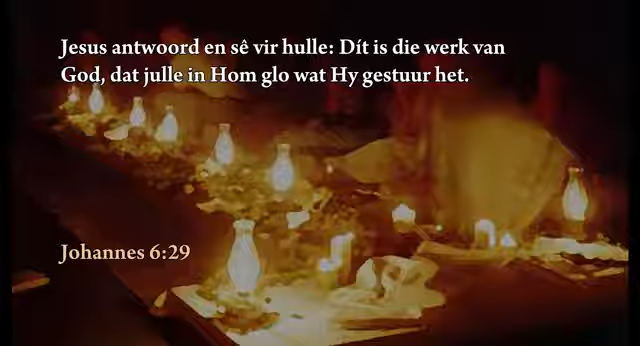 Jesus antwoord en sê vir hulle: Dít is die werk van
God, dat julle in Hom glo wat Hy gestuur het.
Johannes 6:29